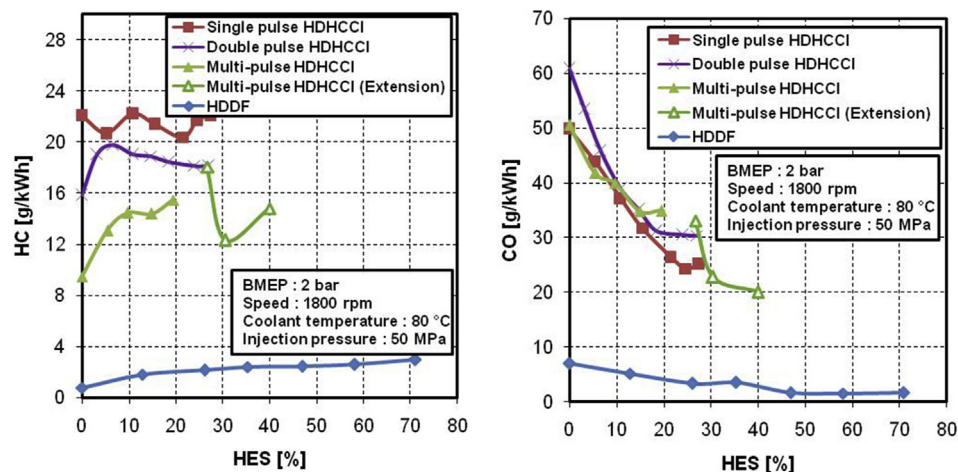 28
24
20
16
12
8
4
0
HC [g/kWh]
Single pulse HDHCCI
Double pulse HDHCCI
Multi-pulse HDHCCI
Multi-pulse HDHCCI (Extension)
HDDF
BMEP : 2 bar
Speed : 1800 rpm
Coolant temperature : 80 °C
Injection pressure : 50 MPa
0 10 20 30 40 50 60 70 80
HES [%]
70
60
50
40
30
20
10
0
CO [g/kWh]
Single pulse HDHCCI
Double pulse HDHCCI
Multi-pulse HDHCCI
Multi-pulse HDHCCI (Extension)
HDDF
BMEP : 2 bar
Speed : 1800 rpm
Coolant temperature : 80 °C
Injection pressure : 50 MPa
0 10 20 30 40 50 60 70 80
HES [%]